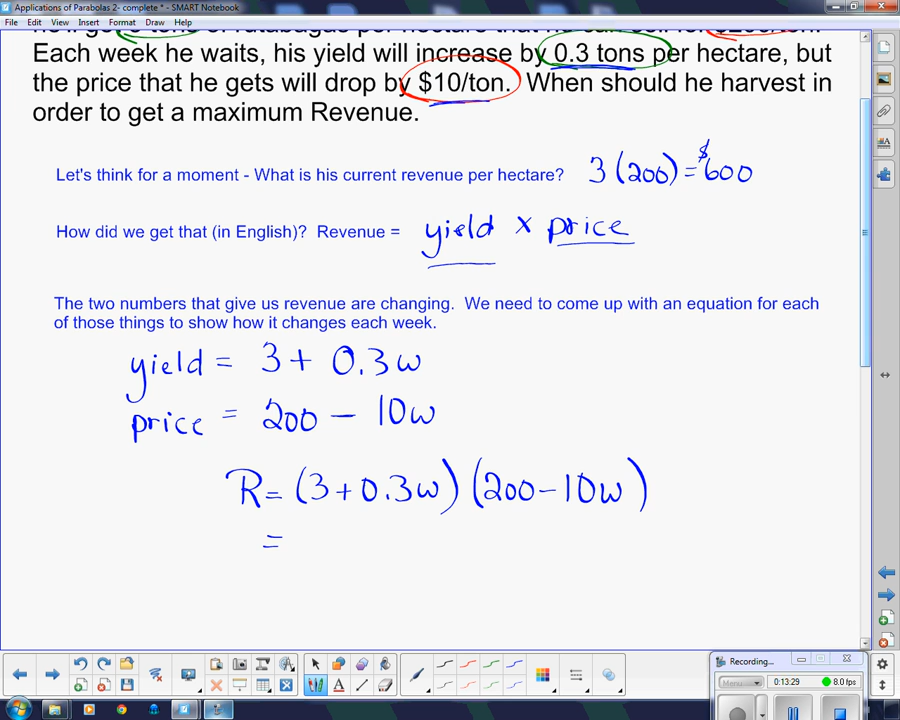 Applications of Parabolas 2- complete * - SMART Notebook
File Edit View Insert Format Draw Help
Each week he waits, his yield will increase by 0.3 tons per hectare, but
the price that he gets will drop by $10/ton. When should he harvest in
order to get a maximum Revenue.
Let's think for a moment - What is his current revenue per hectare? 3 (200) = $600
How did we get that (in English)? Revenue = yield x price
The two numbers that give us revenue are changing. We need to come up with an equation for each
of those things to show how it changes each week.
yield = 3 + 0.3w
price = 200 - 10w
R = (3+0.3w) (200-10w)
=
Recording...
Menu
0:13:29 8.0 fps